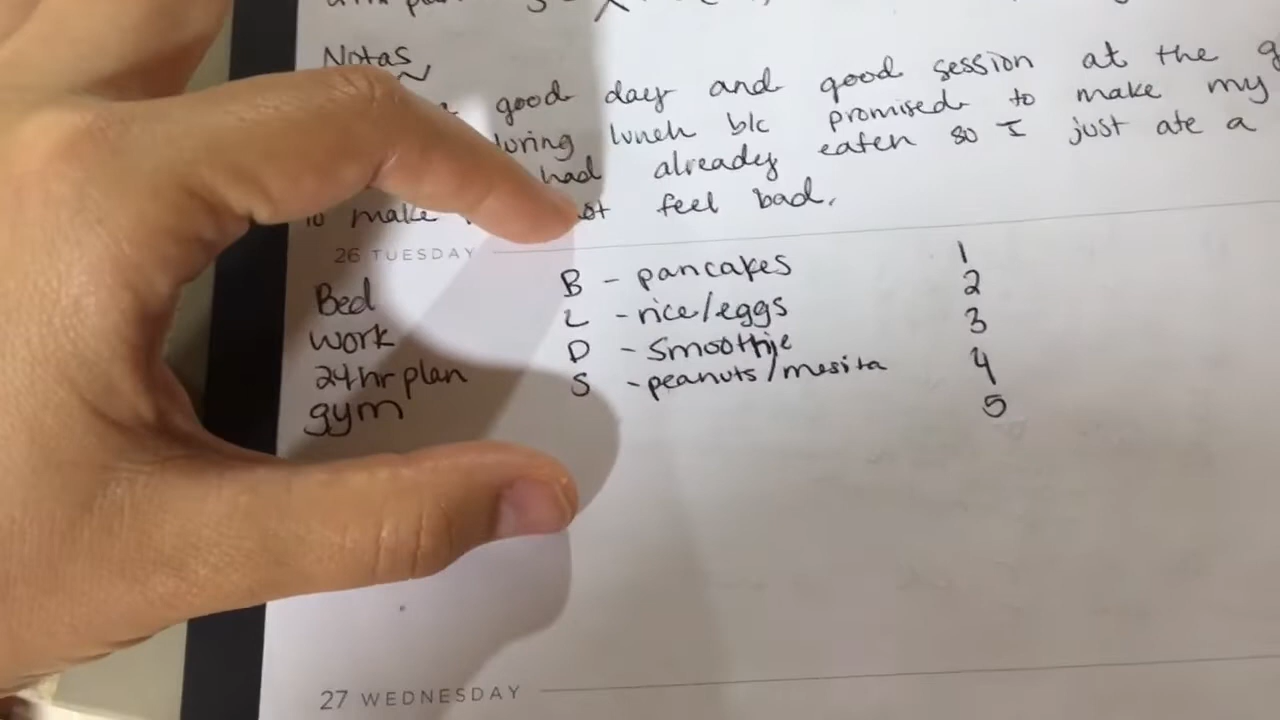 Notas
good day and good session at the
during lunch b/c promised to make my
had already eaten so I just ate a
to make feel bad.
26 TUESDAY
Bed B - pancakes 1
work L - rice/eggs 2
24hr plan D - smoothie 3
gym S - peanuts/mesita 4
5
27 WEDNESDAY